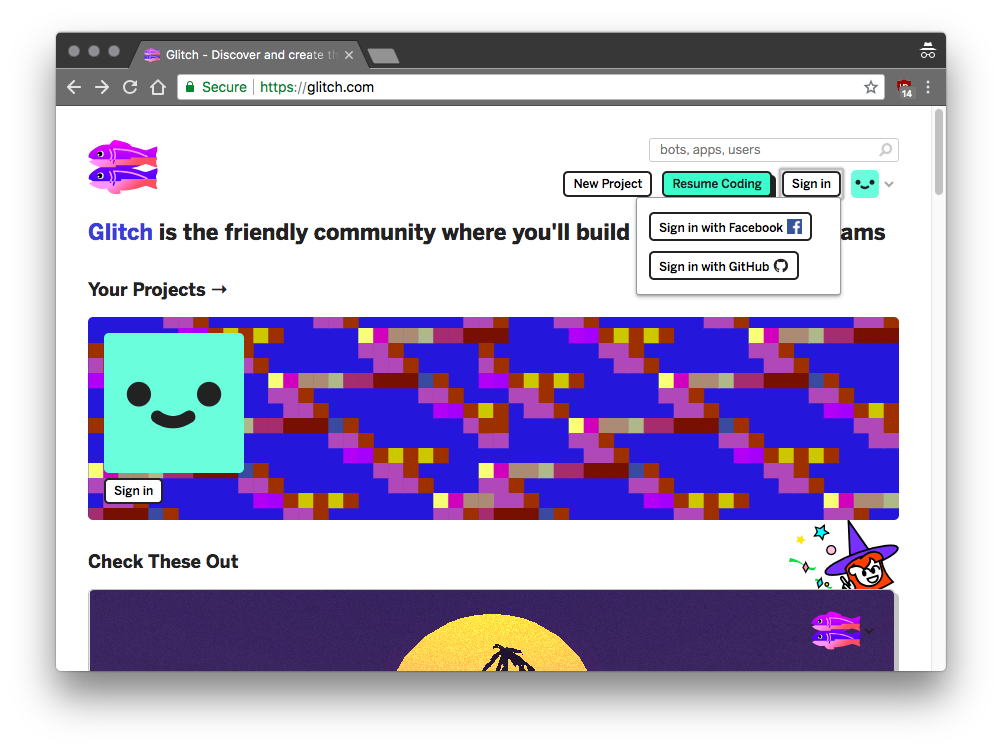 Glitch - Discover and create th
Secure https://glitch.com
14
bots, apps, users
New Project
Resume Coding
Sign in
Glitch is the friendly community where you'll build
ams
Sign in with Facebook
Sign in with GitHub
Your Projects →
Sign in
Check These Out